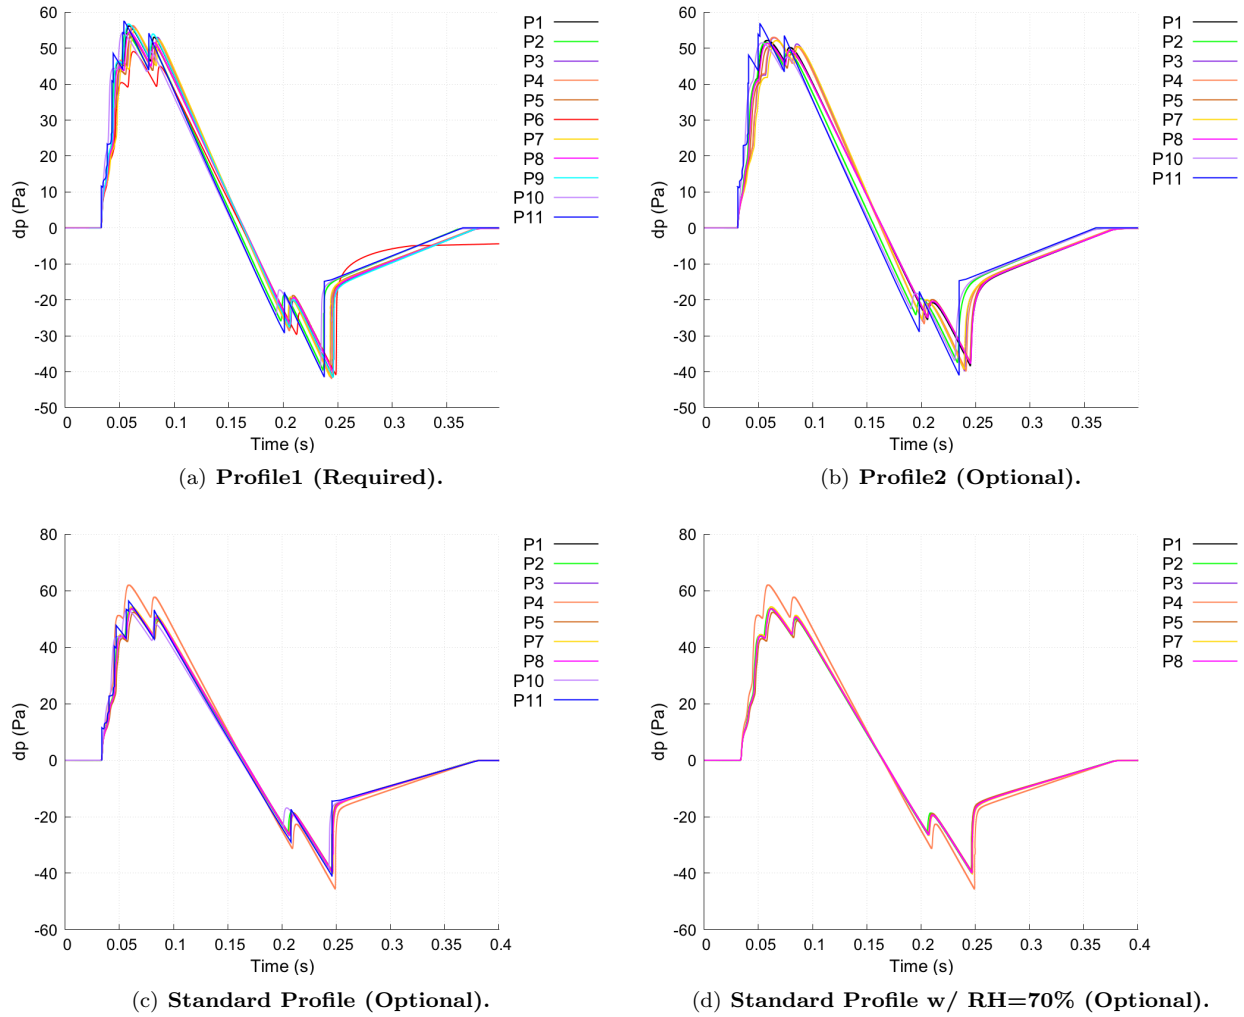 60
50
40
30
20
10
0
-10
-20
-30
-40
-50
dp (Pa)
0 0.05 0.1 0.15 0.2 0.25 0.3 0.35
Time (s)
P1
P2
P3
P4
P5
P6
P7
P8
P9
P10
P11
(a) Profile1 (Required).
60
50
40
30
20
10
0
-10
-20
-30
-40
-50
dp (Pa)
0 0.05 0.1 0.15 0.2 0.25 0.3 0.35
Time (s)
P1
P2
P3
P4
P5
P7
P8
P10
P11
(b) Profile2 (Optional).
80
60
40
20
0
-20
-40
-60
dp (Pa)
0 0.05 0.1 0.15 0.2 0.25 0.3 0.35 0.4
Time (s)
P1
P2
P3
P4
P5
P7
P8
P10
P11
(c) Standard Profile (Optional).
80
60
40
20
0
-20
-40
-60
dp (Pa)
0 0.05 0.1 0.15 0.2 0.25 0.3 0.35 0.4
Time (s)
P1
P2
P3
P4
P5
P7
P8
(d) Standard Profile w/ RH=70% (Optional).